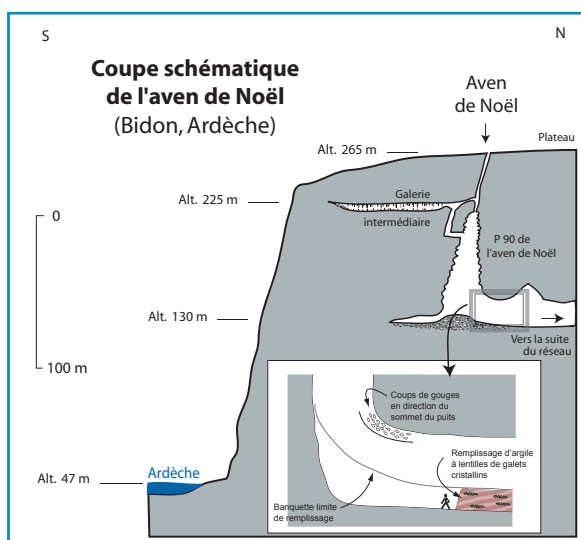 S
N
Coupe schématique
de l'aven de Noël
(Bidon, Ardèche)
Aven
de Noël
Plateau
Alt. 265 m
Alt. 225 m
Galerie
intermédiaire
0
P 90 de
l'aven de Noël
Alt. 130 m
Vers la suite
du réseau
100 m
Coups de gouges
en direction du
sommet du puits
Remplissage d'argile
à lentilles de galets
cristallins
Ardèche
Alt. 47 m
Banquette limite
de remplissage